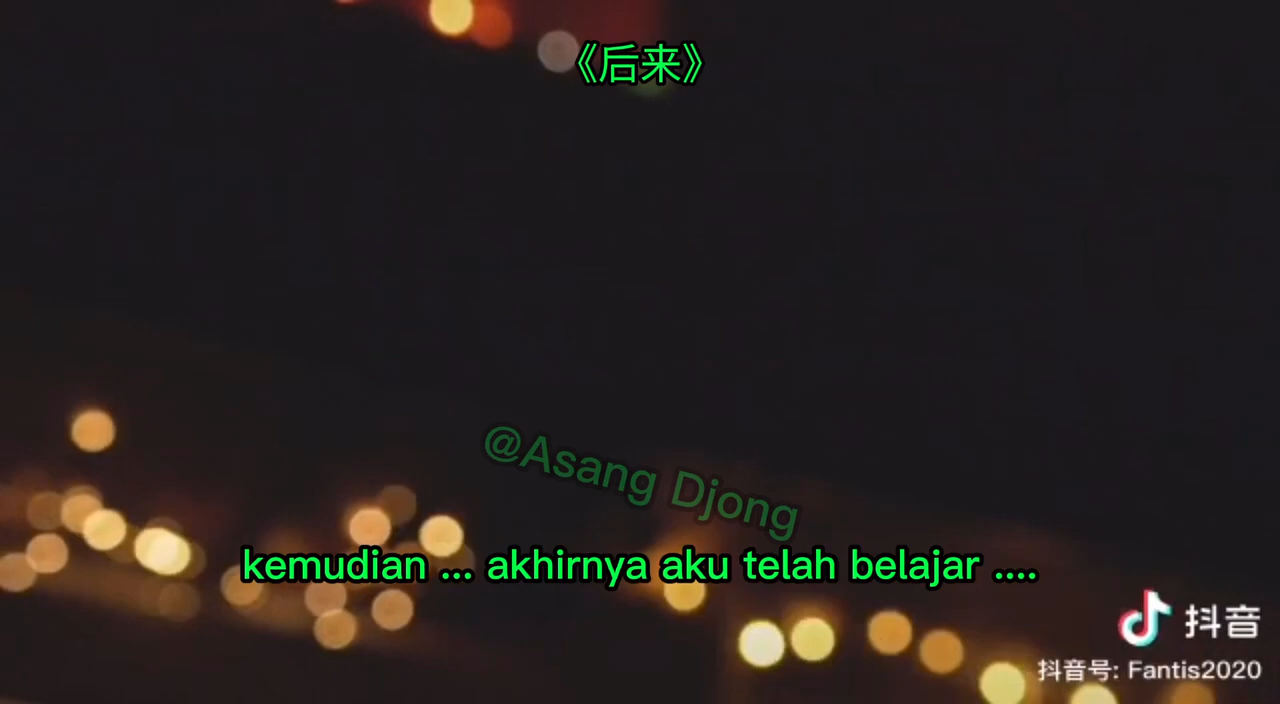 《后来》
@Asang Djong
kemudian ... akhirnya aku telah belajar ....
抖音
抖音号: Fantis2020